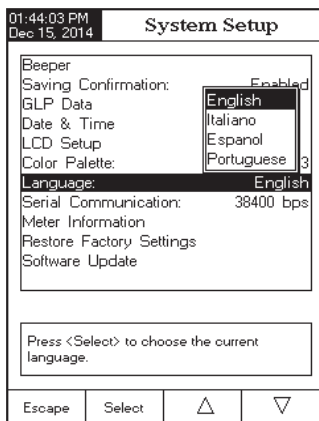 01:44:03 PM
Dec 15, 2014
System Setup
Beeper
Saving Confirmation: Enabled
GLP Data
Date & Time
LCD Setup
Color Palette: 3
Language: English
Serial Communication: 38400 bps
Meter Information
Restore Factory Settings
Software Update
English
Italiano
Espanol
Portuguese
Press <Select> to choose the current
language.
Escape Select △ ▽